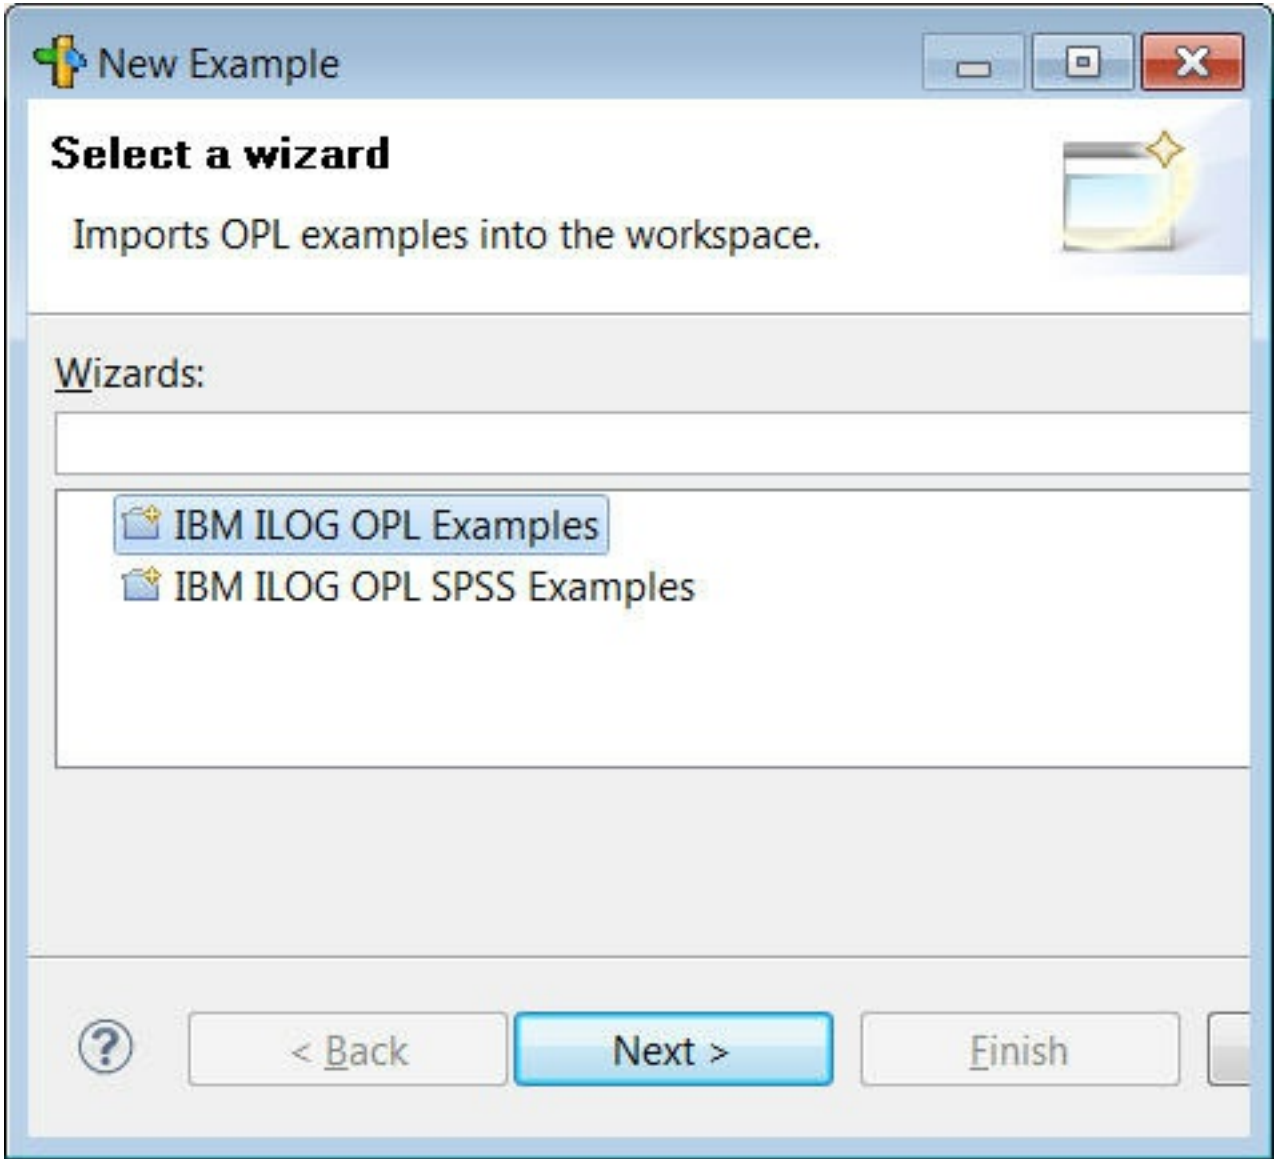 New Example
Select a wizard
Imports OPL examples into the workspace.
Wizards:
IBM ILOG OPL Examples
IBM ILOG OPL SPSS Examples
?
< Back
Next >
Finish